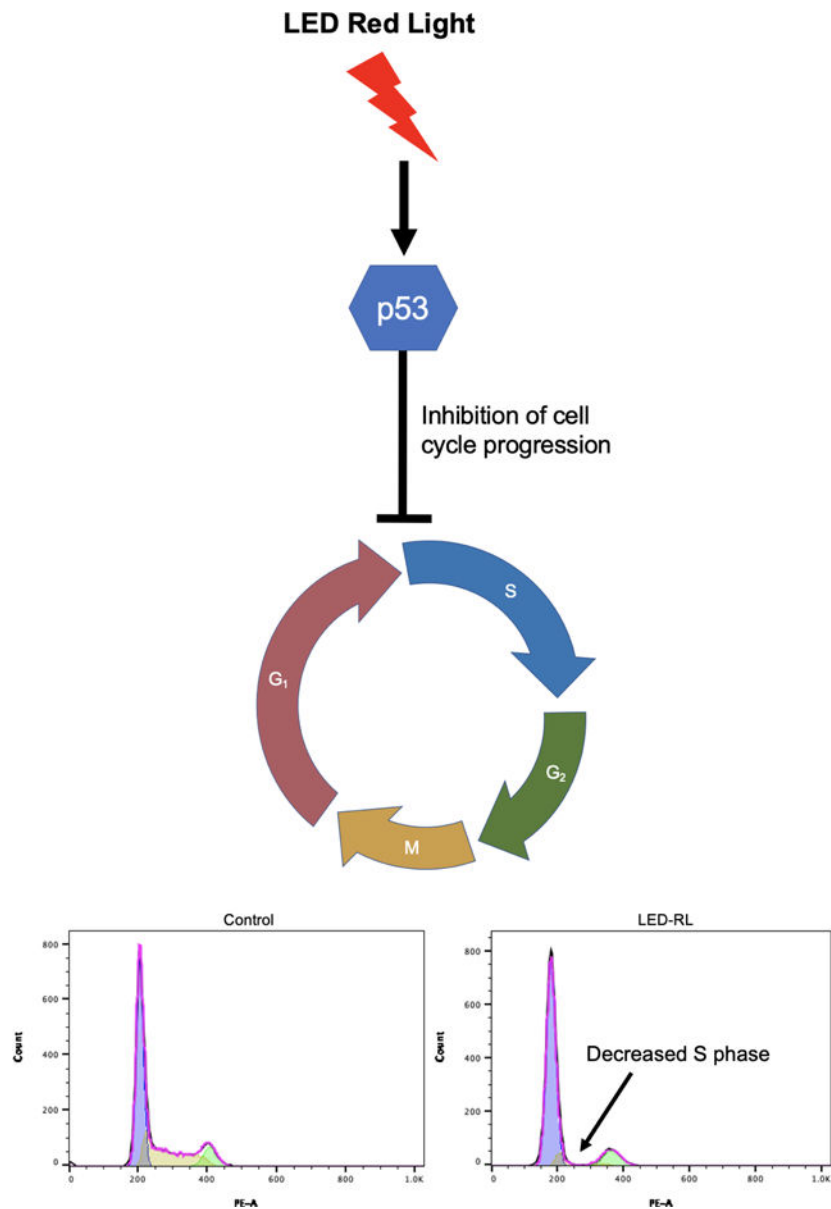 LED Red Light
p53
Inhibition of cell
cycle progression
S
G₁
G₂
M
Control
800
600
400
200
0
Count
0 200 400 600 800 1.0K
PE-A
LED-RL
Decreased S phase
800
600
400
200
0
Count
0 200 400 600 800 1.0K
PE-A